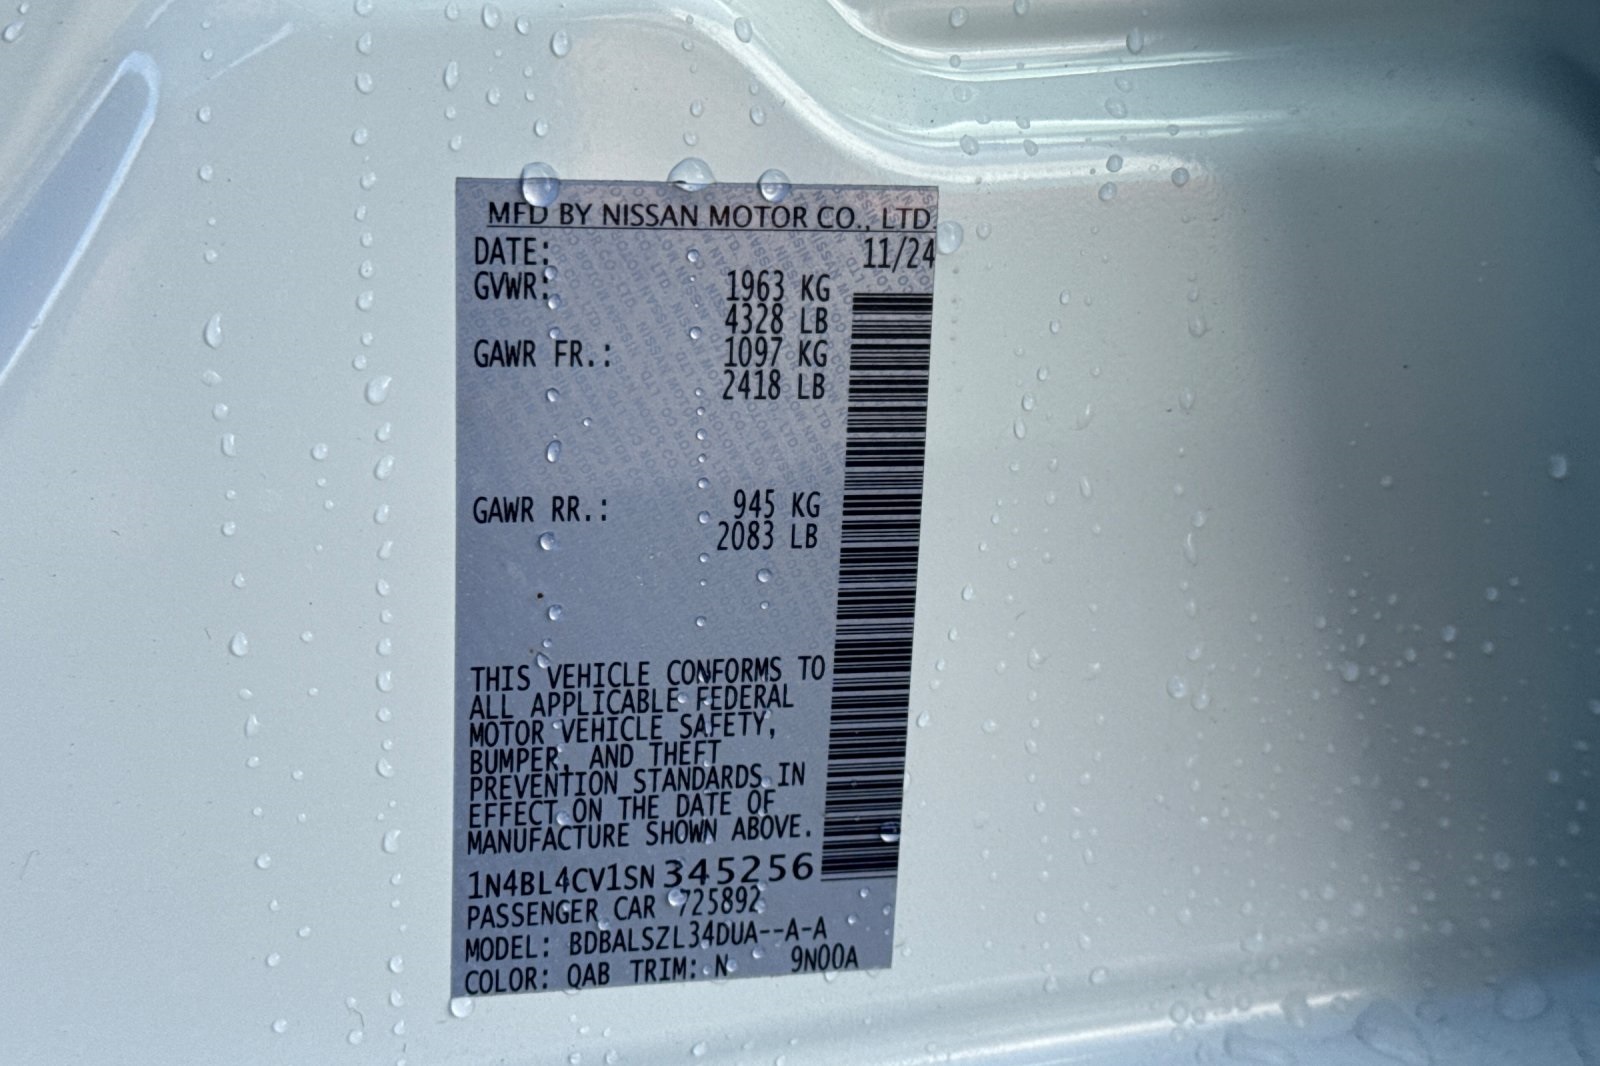 MFD BY NISSAN MOTOR CO., LTD.
DATE: 11/24
GVWR: 1963 KG
4328 LB
GAWR FR.: 1097 KG
2418 LB
GAWR RR.: 945 KG
2083 LB
THIS VEHICLE CONFORMS TO
ALL APPLICABLE FEDERAL
MOTOR VEHICLE SAFETY,
BUMPER, AND THEFT
PREVENTION STANDARDS IN
EFFECT ON THE DATE OF
MANUFACTURE SHOWN ABOVE.
1N4BL4CV1SN345256
PASSENGER CAR 725892
MODEL: BDBALSZL34DUA--A-A
COLOR: QAB TRIM: N 9N00A